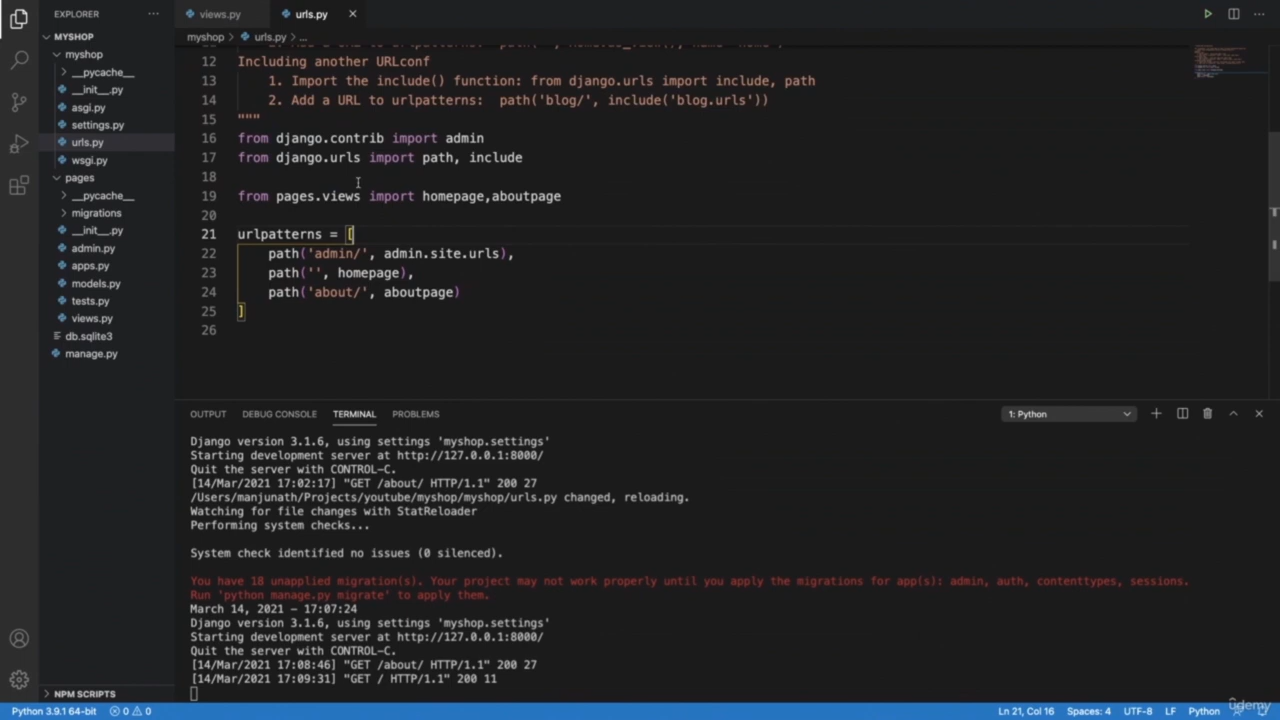 EXPLORER
views.py
urls.py
MYSHOP
myshop
__pycache__
__init__.py
asgi.py
settings.py
urls.py
wsgi.py
pages
__pycache__
migrations
__init__.py
admin.py
apps.py
models.py
tests.py
views.py
db.sqlite3
manage.py
NPM SCRIPTS
myshop > urls.py > ...
12 Including another URLconf
13 1. Import the include() function: from django.urls import include, path
14 2. Add a URL to urlpatterns: path('blog/', include('blog.urls'))
15 """
16 from django.contrib import admin
17 from django.urls import path, include
18
19 from pages.views import homepage,aboutpage
20
21 urlpatterns = [
22 path('admin/', admin.site.urls),
23 path('', homepage),
24 path('about/', aboutpage)
25 ]
26
OUTPUT DEBUG CONSOLE TERMINAL PROBLEMS 1: Python
Django version 3.1.6, using settings 'myshop.settings'
Starting development server at http://127.0.0.1:8000/
Quit the server with CONTROL-C.
[14/Mar/2021 17:02:17] "GET /about/ HTTP/1.1" 200 27
/Users/manjunath/Projects/youtube/myshop/myshop/urls.py changed, reloading.
Watching for file changes with StatReloader
Performing system checks...
System check identified no issues (0 silenced).
You have 18 unapplied migration(s). Your project may not work properly until you apply the migrations for app(s): admin, auth, contenttypes, sessions.
Run 'python manage.py migrate' to apply them.
March 14, 2021 - 17:07:24
Django version 3.1.6, using settings 'myshop.settings'
Starting development server at http://127.0.0.1:8000/
Quit the server with CONTROL-C.
[14/Mar/2021 17:08:46] "GET /about/ HTTP/1.1" 200 27
[14/Mar/2021 17:09:31] "GET / HTTP/1.1" 200 11
Python 3.9.1 64-bit 0 0 Ln 21, Col 16 Spaces: 4 UTF-8 LF Python
udemy